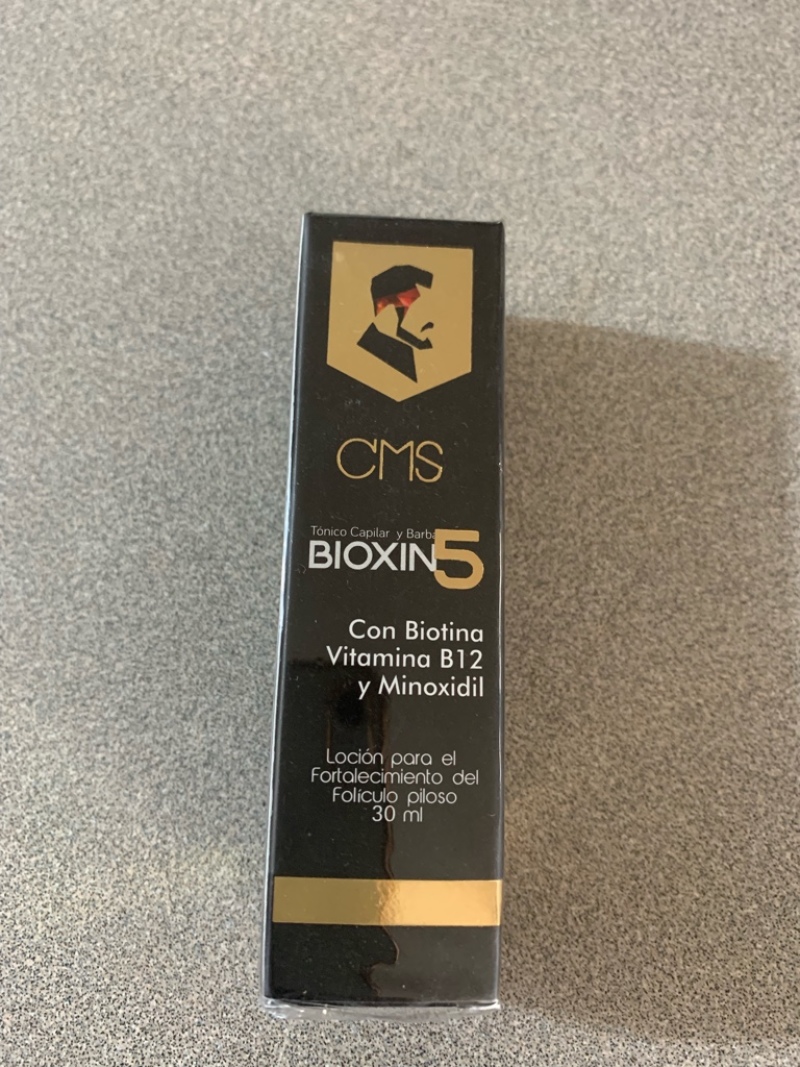 CMS
Tónico Capilar y Barba
BIOXIN5
Con Biotina
Vitamina B12
y Minoxidil
Loción para el
Fortalecimiento del
Folículo piloso
30 ml